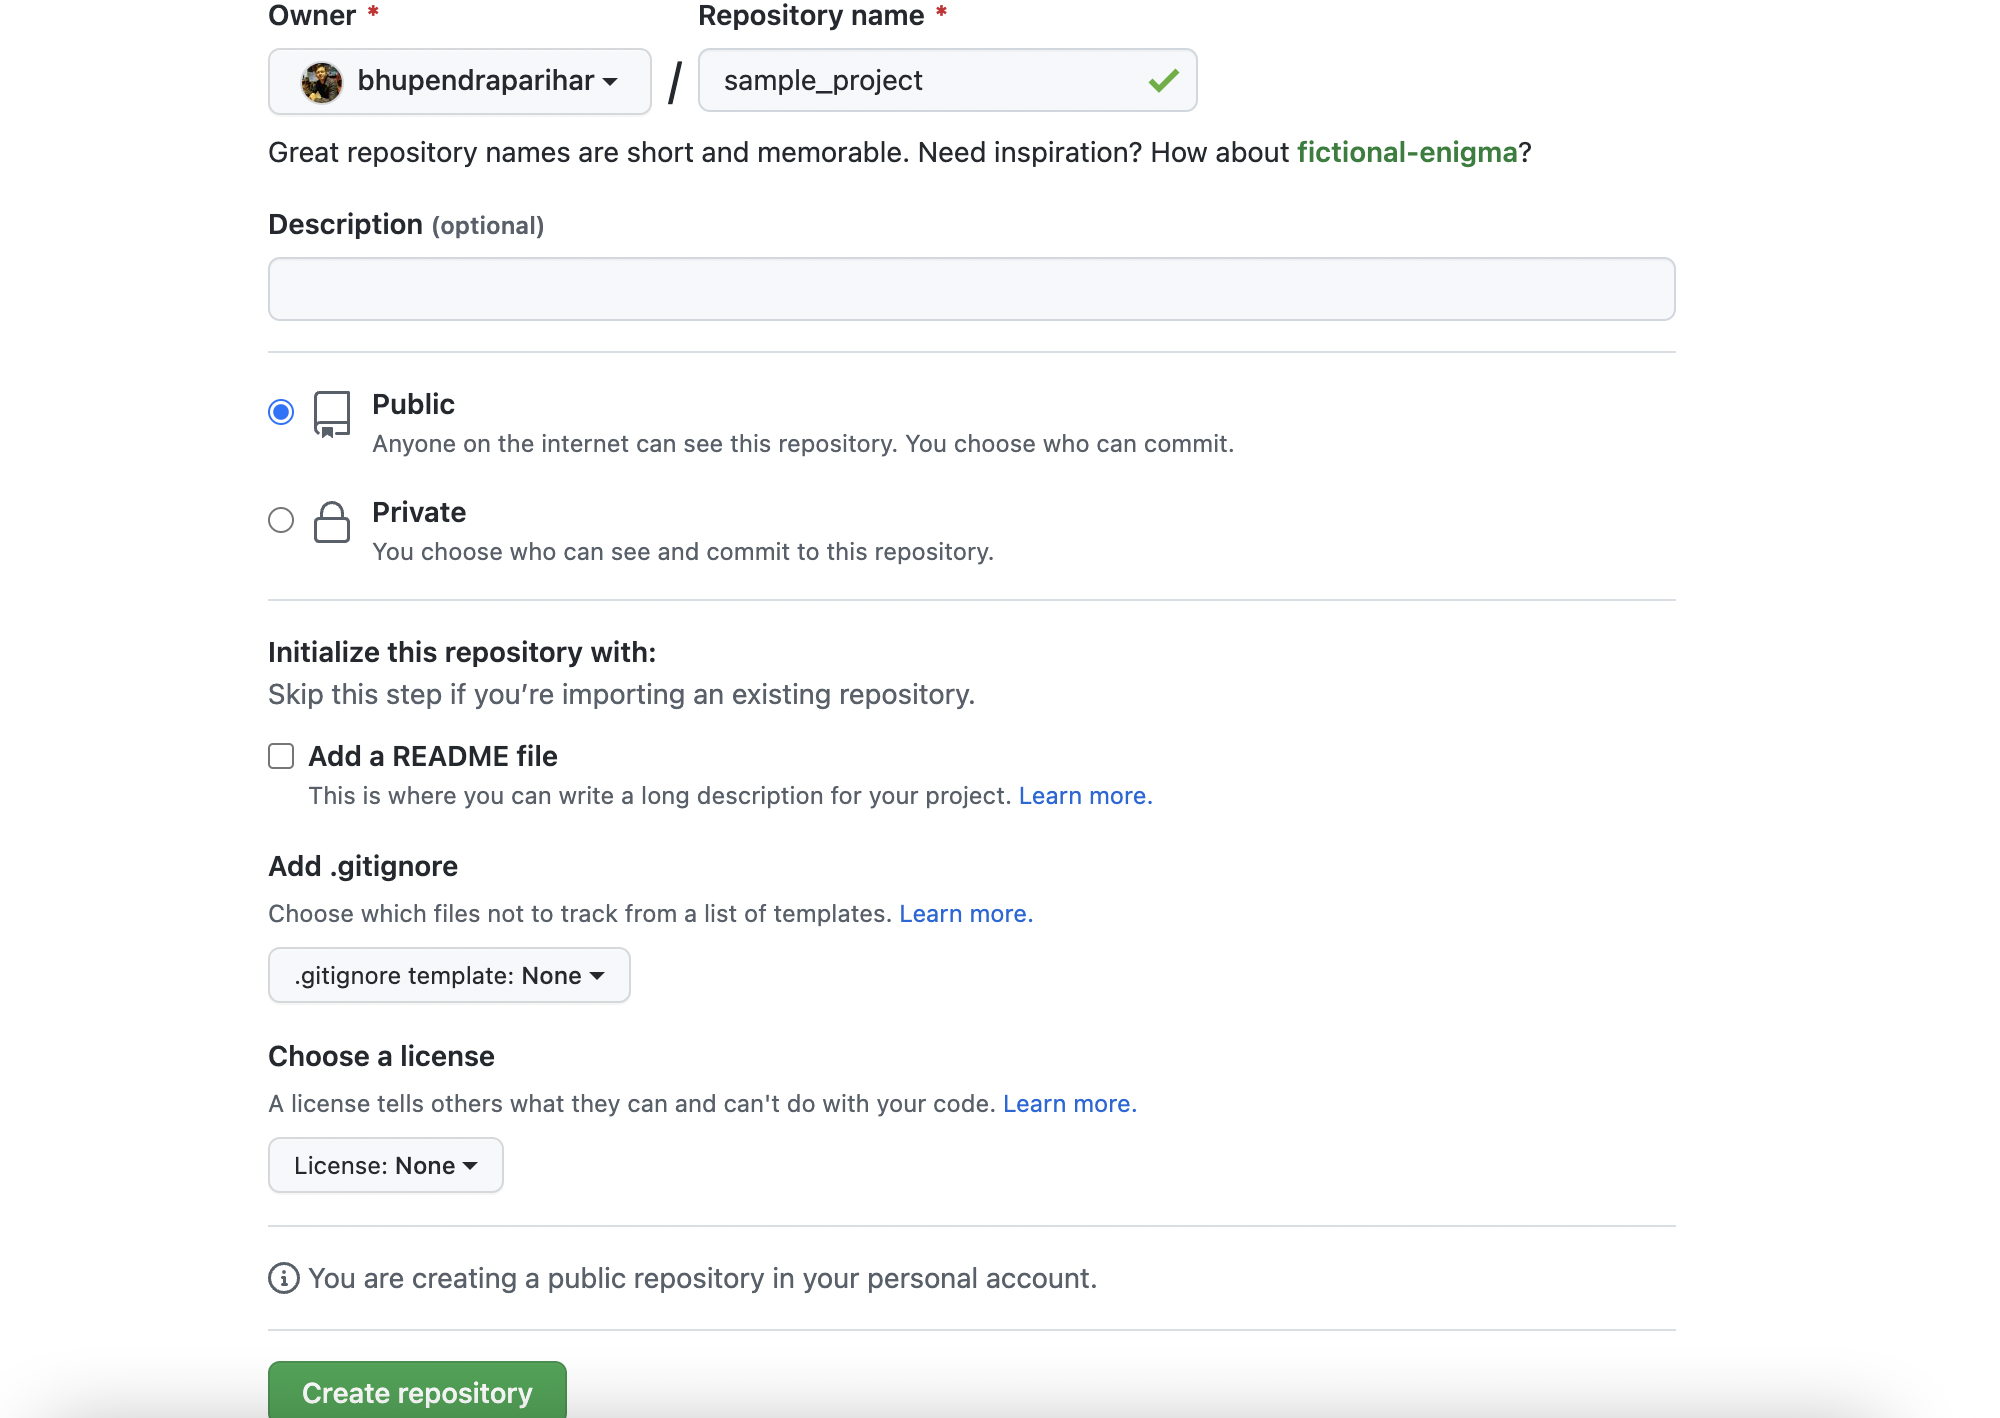 Owner * Repository name *
bhupendraparihar / sample_project
Great repository names are short and memorable. Need inspiration? How about fictional-enigma?
Description (optional)
Public
Anyone on the internet can see this repository. You choose who can commit.
Private
You choose who can see and commit to this repository.
Initialize this repository with:
Skip this step if you’re importing an existing repository.
Add a README file
This is where you can write a long description for your project. Learn more.
Add .gitignore
Choose which files not to track from a list of templates. Learn more.
.gitignore template: None
Choose a license
A license tells others what they can and can't do with your code. Learn more.
License: None
You are creating a public repository in your personal account.
Create repository